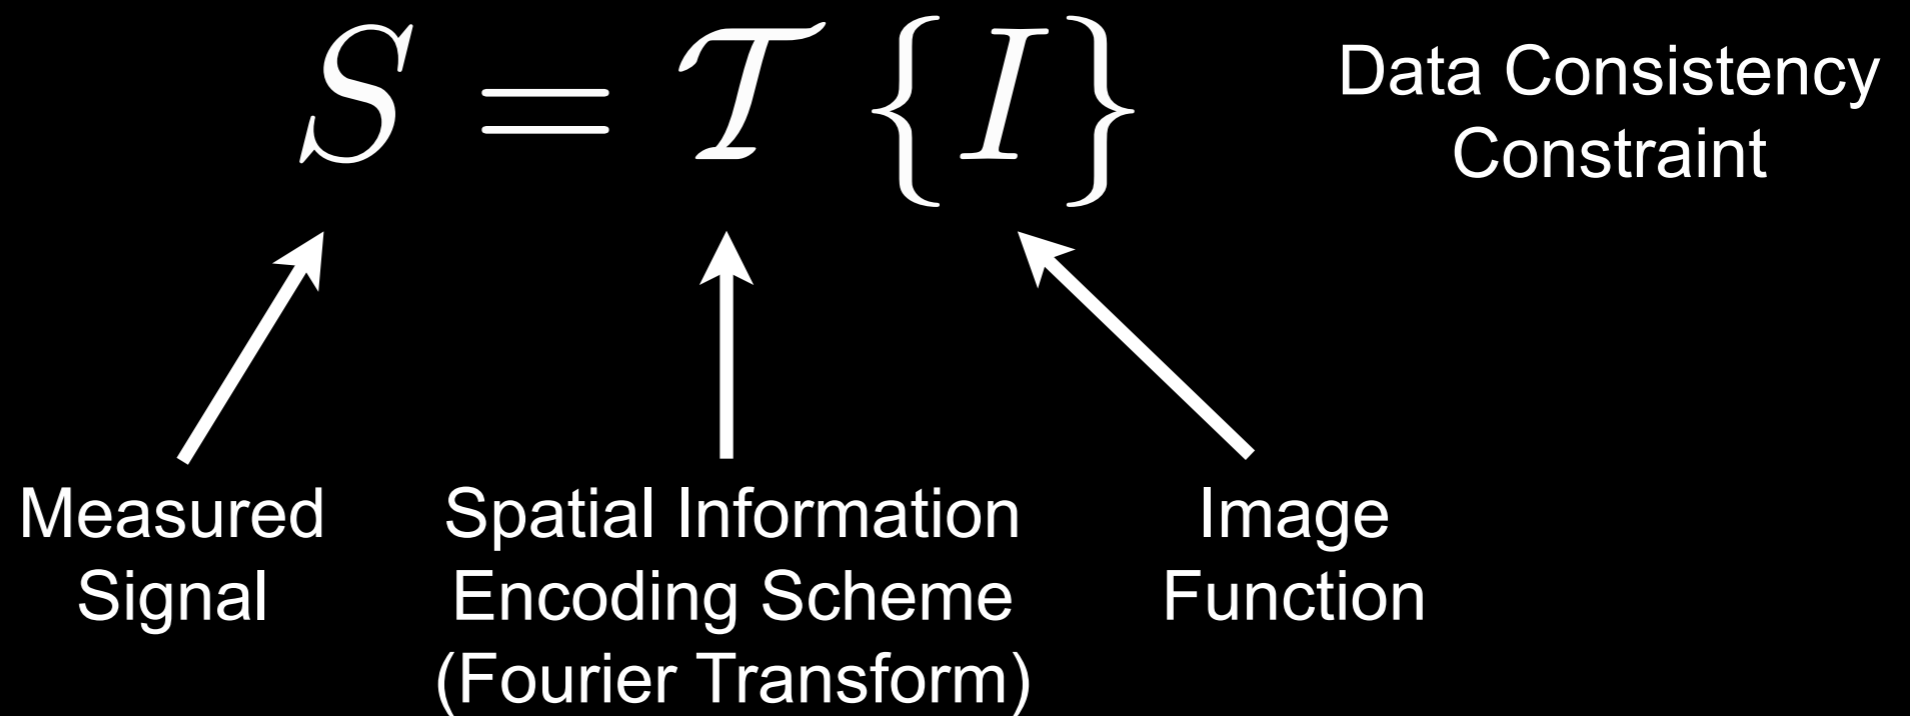 S = 𝒯 {I}
Data Consistency
Constraint
Measured
Signal
Spatial Information
Encoding Scheme
(Fourier Transform)
Image
Function